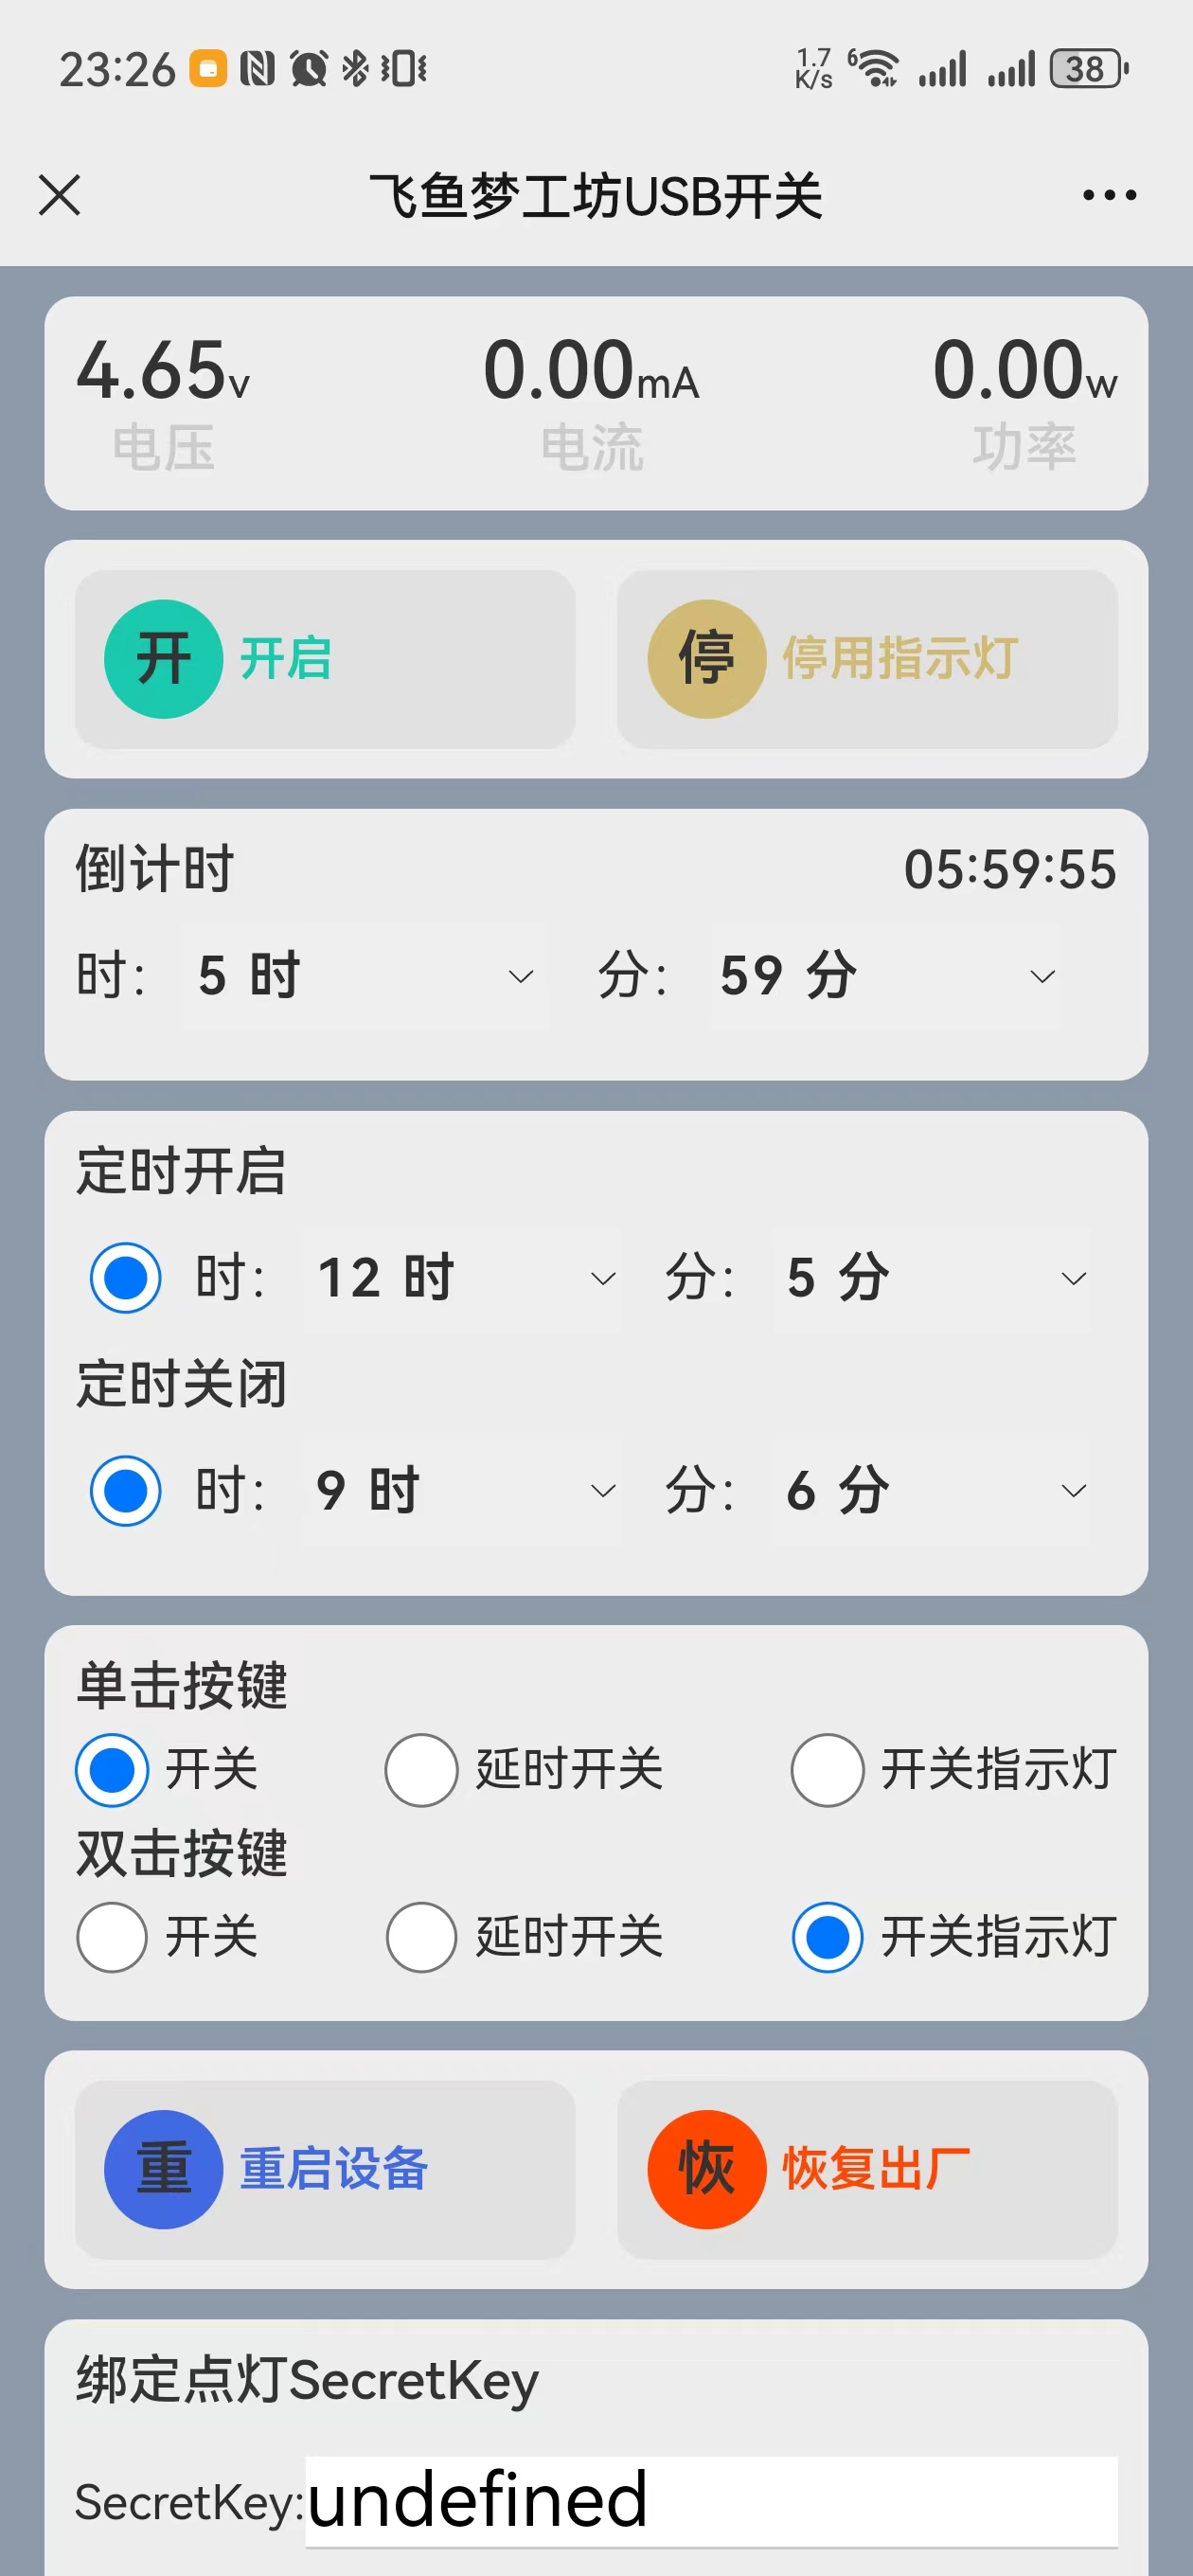 23:26 1.7 K/s 6 38
飞鱼梦工坊USB开关
4.65v 0.00mA 0.00w
电压 电流 功率
开 开启 停 停用指示灯
倒计时 05:59:55
时: 5 时 分: 59 分
定时开启
时: 12 时 分: 5 分
定时关闭
时: 9 时 分: 6 分
单击按键
开关 延时开关 开关指示灯
双击按键
开关 延时开关 开关指示灯
重 重启设备 恢 恢复出厂
绑定点灯SecretKey
SecretKey:undefined